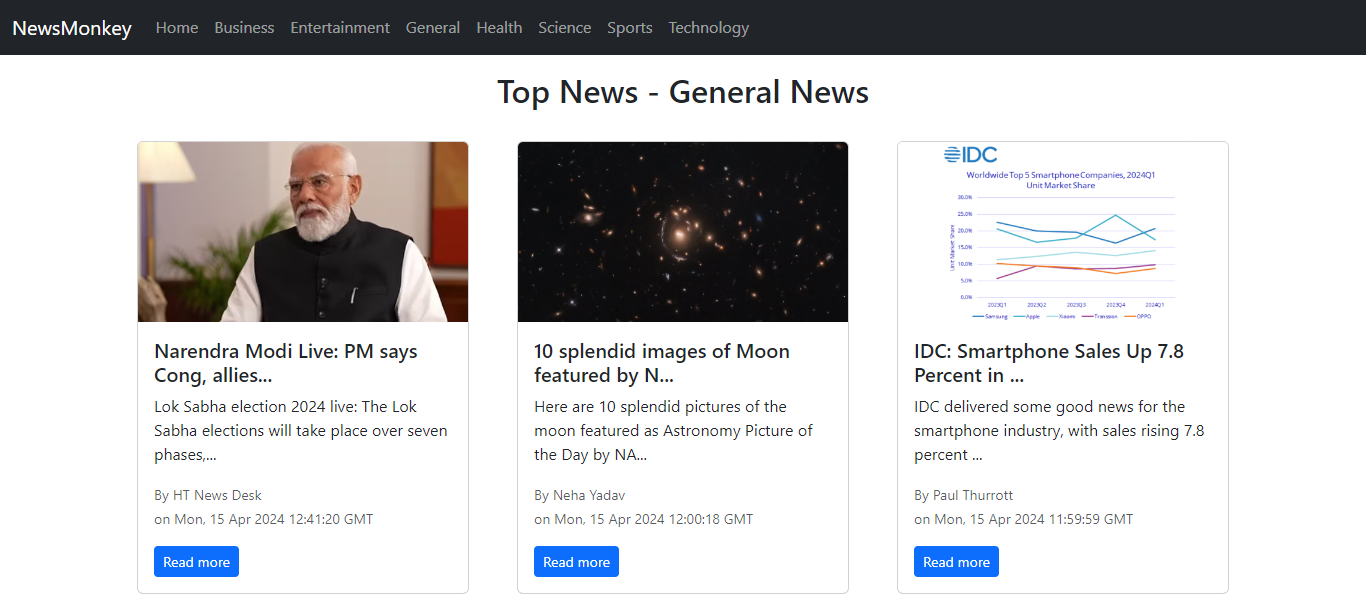 NewsMonkey Home Business Entertainment General Health Science Sports Technology
Top News - General News
Narendra Modi Live: PM says
Cong, allies...
Lok Sabha election 2024 live: The Lok
Sabha elections will take place over seven
phases,...
By HT News Desk
on Mon, 15 Apr 2024 12:41:20 GMT
Read more
10 splendid images of Moon
featured by N...
Here are 10 splendid pictures of the
moon featured as Astronomy Picture of
the Day by NA...
By Neha Yadav
on Mon, 15 Apr 2024 12:00:18 GMT
Read more
IDC
Worldwide Top 5 Smartphone Companies, 2024Q1
Unit Market Share
Unit Market Share
30.0%
25.0%
20.0%
15.0%
10.0%
5.0%
0.0%
2023Q1 2023Q2 2023Q3 2023Q4 2024Q1
Samsung Apple Xiaomi Transsion OPPO
IDC: Smartphone Sales Up 7.8
Percent in ...
IDC delivered some good news for the
smartphone industry, with sales rising 7.8
percent ...
By Paul Thurrott
on Mon, 15 Apr 2024 11:59:59 GMT
Read more